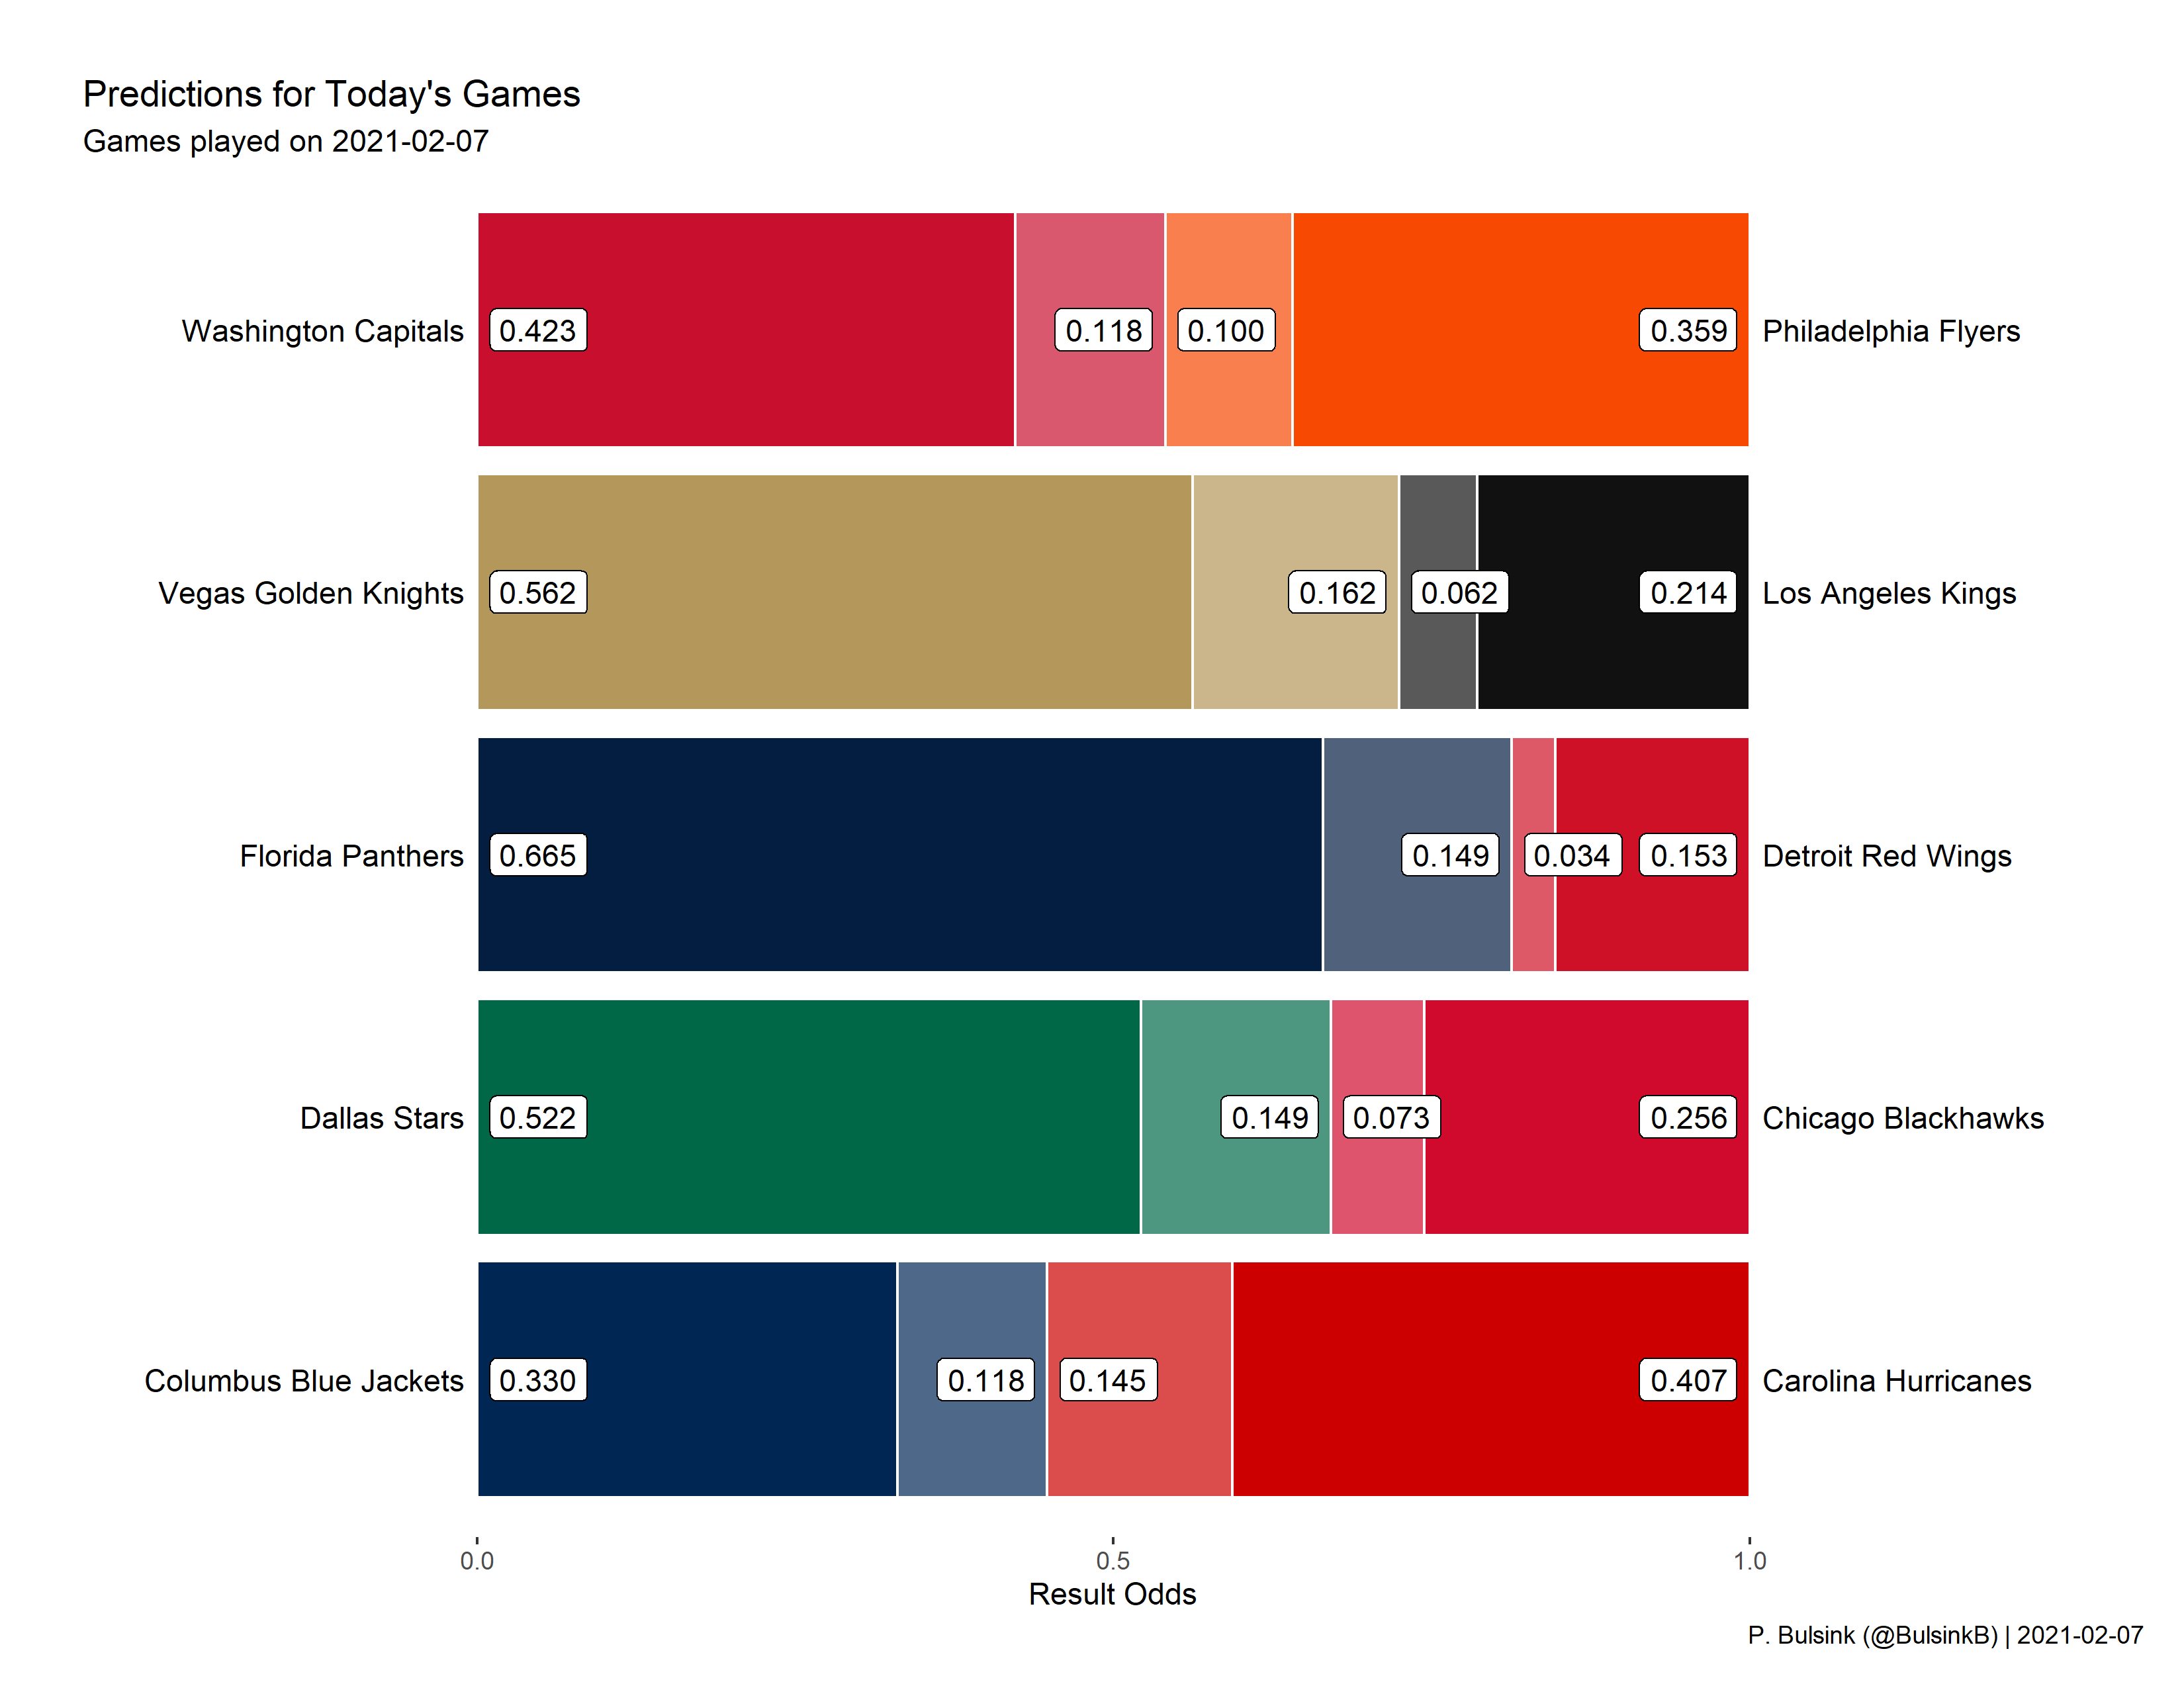 Predictions for Today's Games
Games played on 2021-02-07
Washington Capitals 0.423 0.118 0.100 0.359 Philadelphia Flyers
Vegas Golden Knights 0.562 0.162 0.062 0.214 Los Angeles Kings
Florida Panthers 0.665 0.149 0.034 0.153 Detroit Red Wings
Dallas Stars 0.522 0.149 0.073 0.256 Chicago Blackhawks
Columbus Blue Jackets 0.330 0.118 0.145 0.407 Carolina Hurricanes
0.0 0.5 1.0
Result Odds
P. Bulsink (@BulsinkB) | 2021-02-07